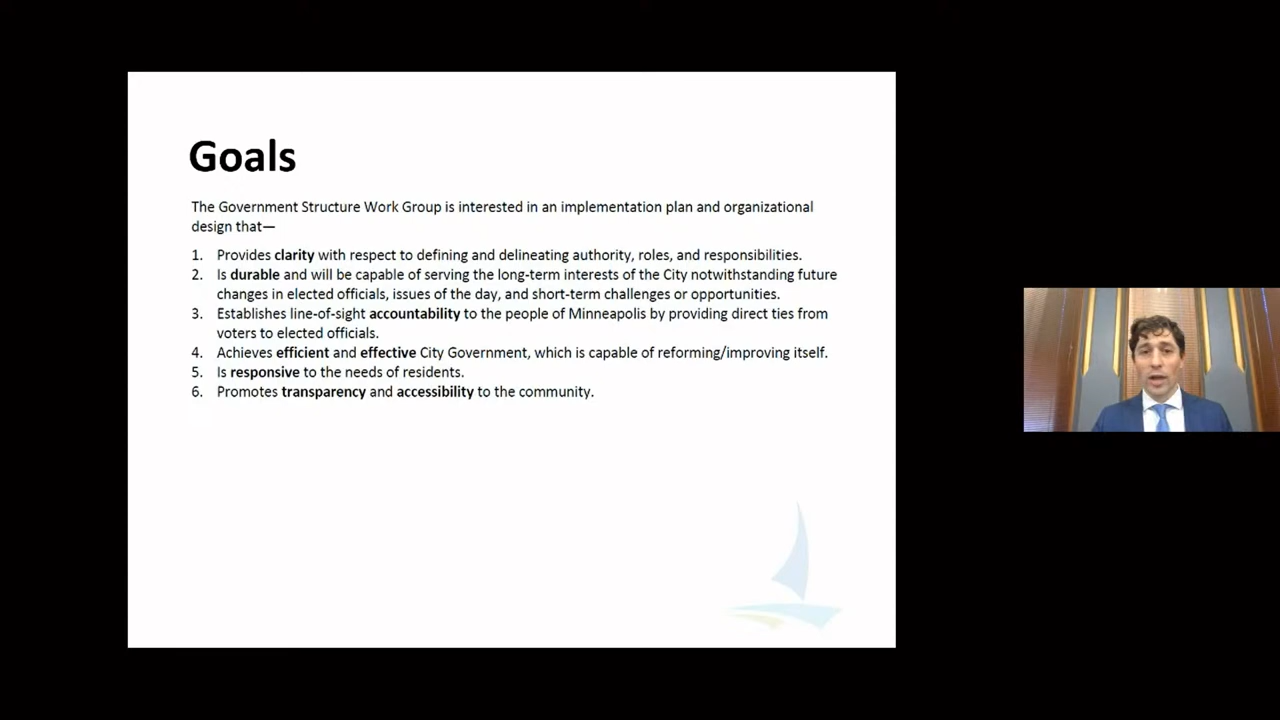 Goals
The Government Structure Work Group is interested in an implementation plan and organizational
design that—
1. Provides clarity with respect to defining and delineating authority, roles, and responsibilities.
2. Is durable and will be capable of serving the long-term interests of the City notwithstanding future
changes in elected officials, issues of the day, and short-term challenges or opportunities.
3. Establishes line-of-sight accountability to the people of Minneapolis by providing direct ties from
voters to elected officials.
4. Achieves efficient and effective City Government, which is capable of reforming/improving itself.
5. Is responsive to the needs of residents.
6. Promotes transparency and accessibility to the community.